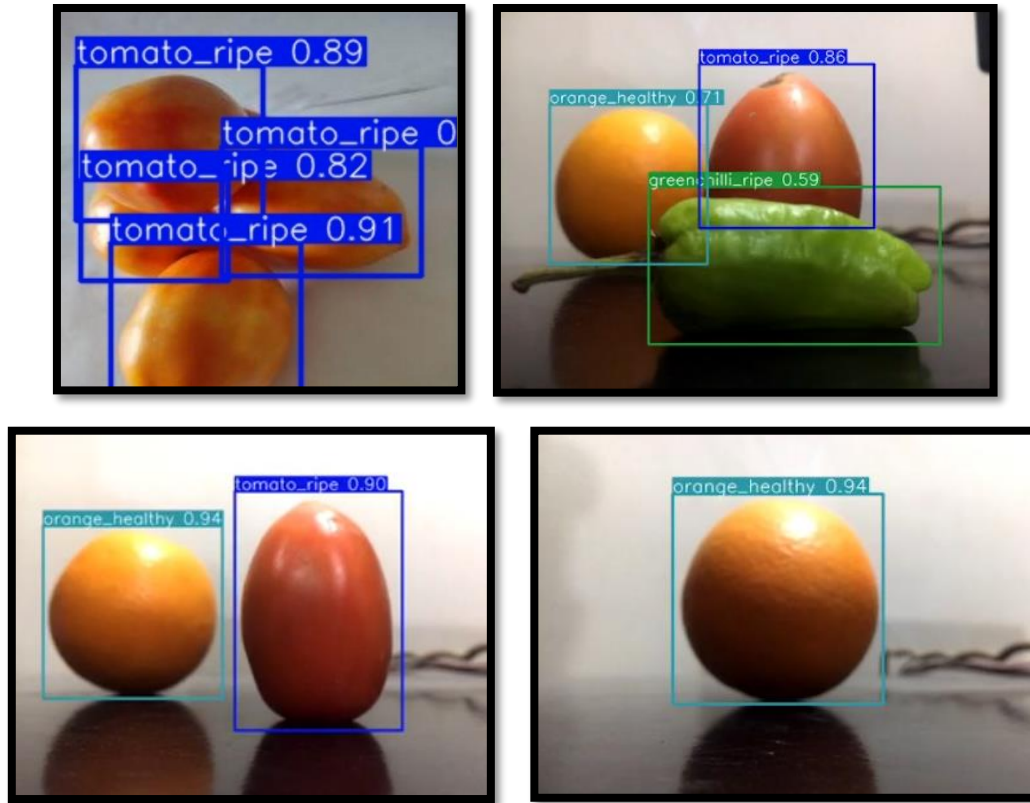 tomato_ripe 0.89
tomato_ripe 0
tomato_ripe 0.82
tomato_ripe 0.91
tomato_ripe 0.86
orange_healthy 0.71
greenchilli_ripe 0.59
tomato_ripe 0.90
orange_healthy 0.94
orange_healthy 0.94